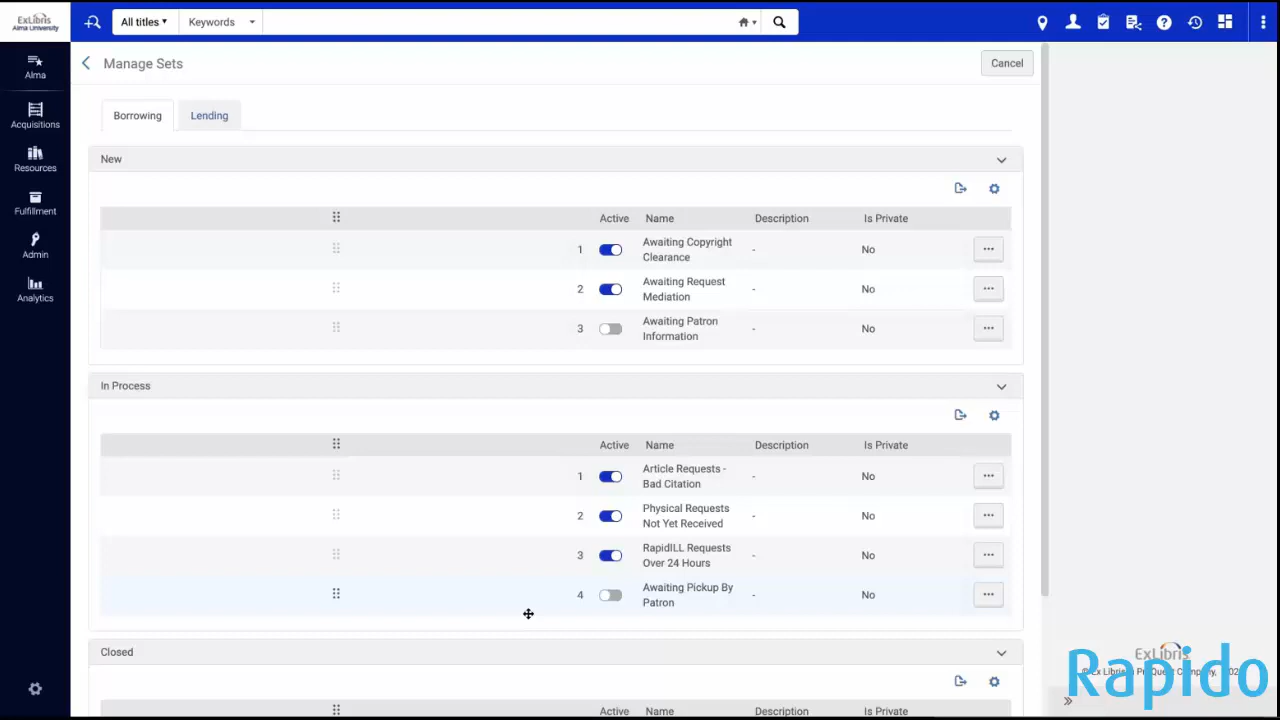 ExLibris
Alma University
All titles
Keywords
Alma
Acquisitions
Resources
Fulfillment
Admin
Analytics
Manage Sets
Cancel
Borrowing
Lending
New
Active Name Description Is Private
1 Awaiting Copyright
Clearance - No
2 Awaiting Request
Mediation - No
3 Awaiting Patron
Information - No
In Process
Active Name Description Is Private
1 Article Requests -
Bad Citation - No
2 Physical Requests
Not Yet Received - No
3 RapidILL Requests
Over 24 Hours - No
4 Awaiting Pickup By
Patron - No
Closed
Active Name Description Is Private
ExLibris
Rapido